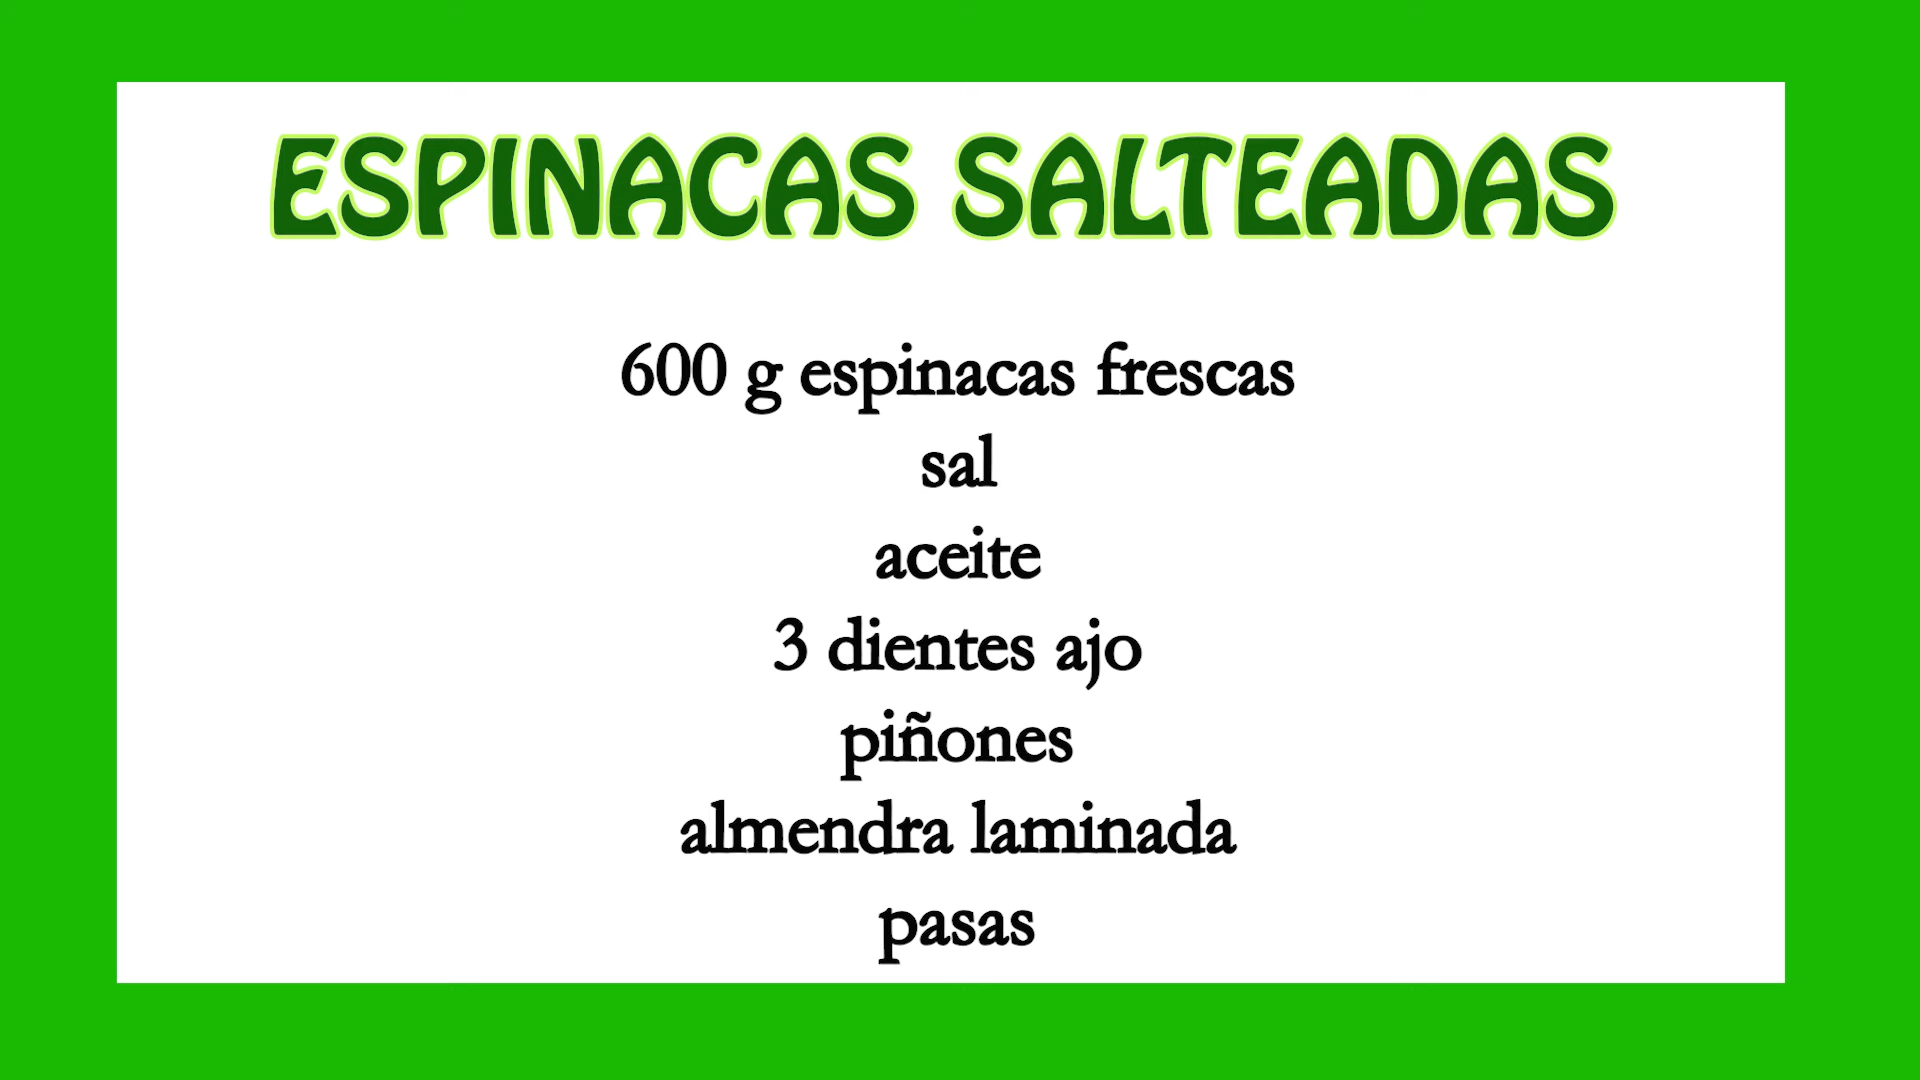 ESPINACAS SALTEADAS
600 g espinacas frescas
sal
aceite
3 dientes ajo
piñones
almendra laminada
pasas